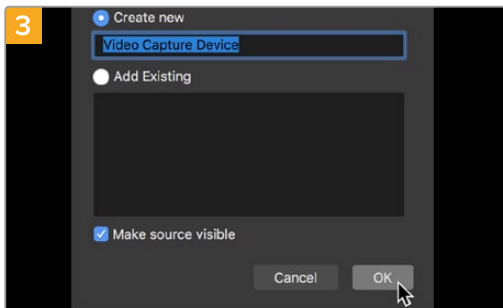 3
Create new
Video Capture Device
Add Existing
Make source visible
Cancel OK